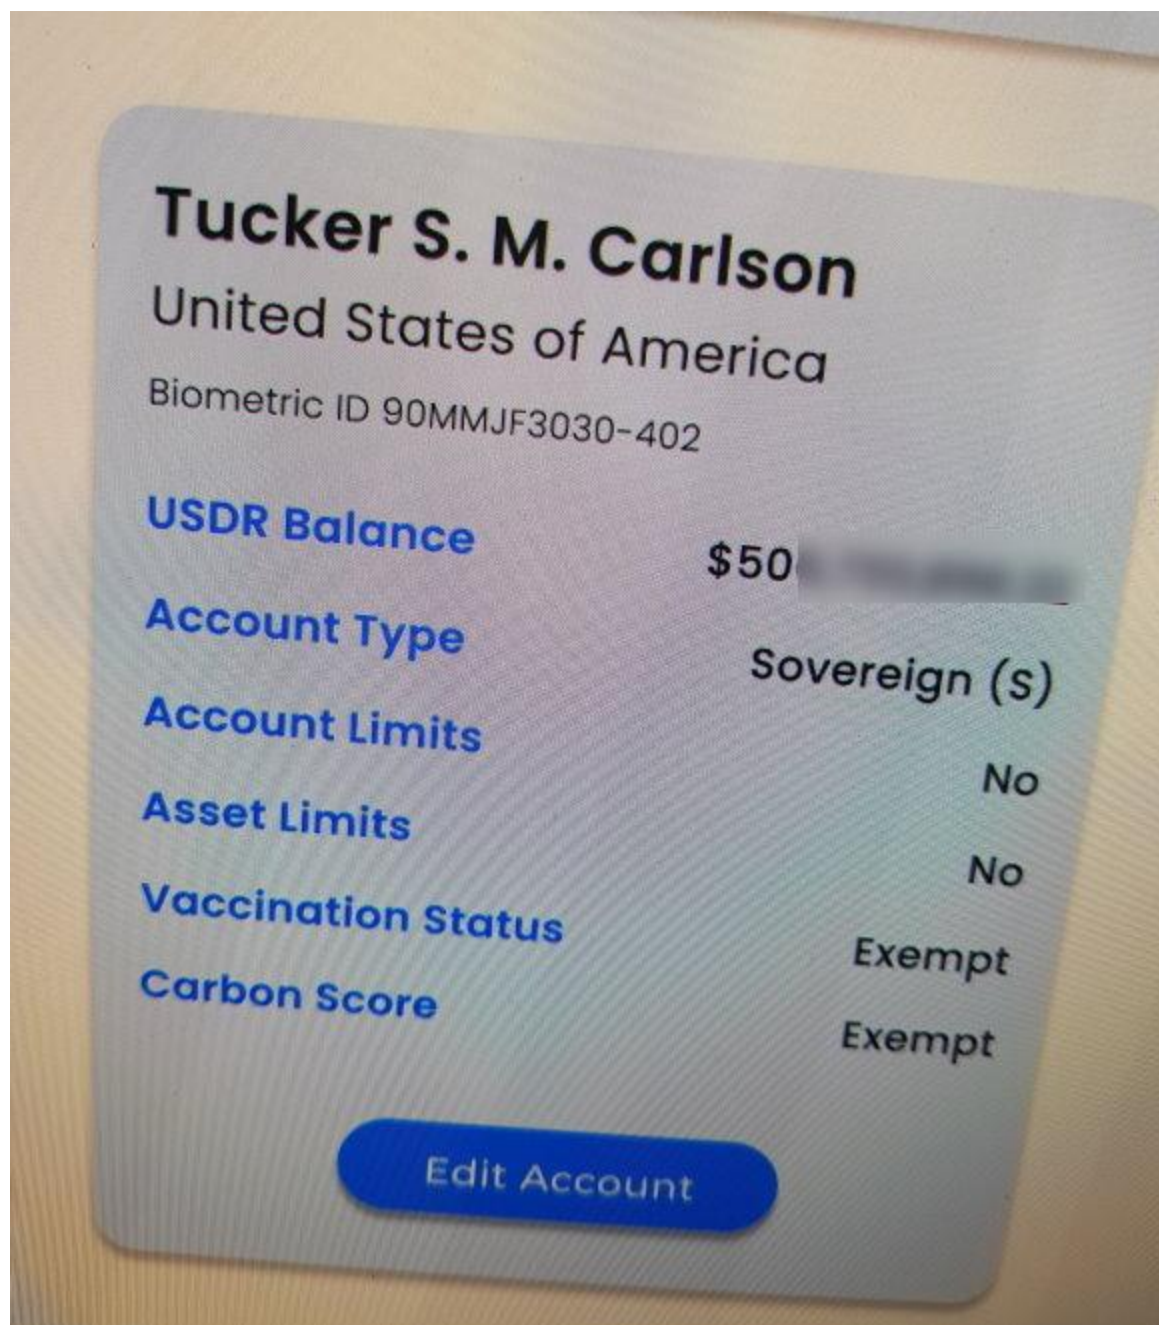 Tucker S. M. Carlson
United States of America
Biometric ID 90MMJF3030-402
USDR Balance $50
Account Type Sovereign (s)
Account Limits No
Asset Limits No
Vaccination Status Exempt
Carbon Score Exempt
Edit Account